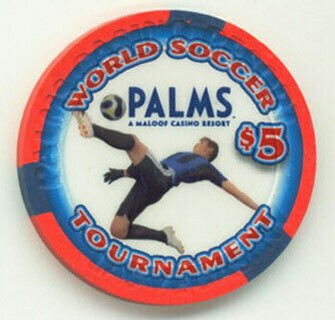 WORLD SOCCER
PALMS
A MALOOF CASINO RESORT
$5
TOURNAMENT